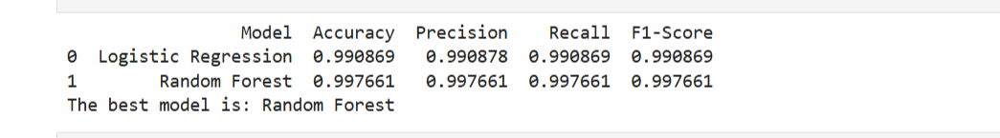 Model Accuracy Precision Recall F1-Score
0 Logistic Regression 0.990869 0.990878 0.990869 0.990869
1 Random Forest 0.997661 0.997661 0.997661 0.997661
The best model is: Random Forest